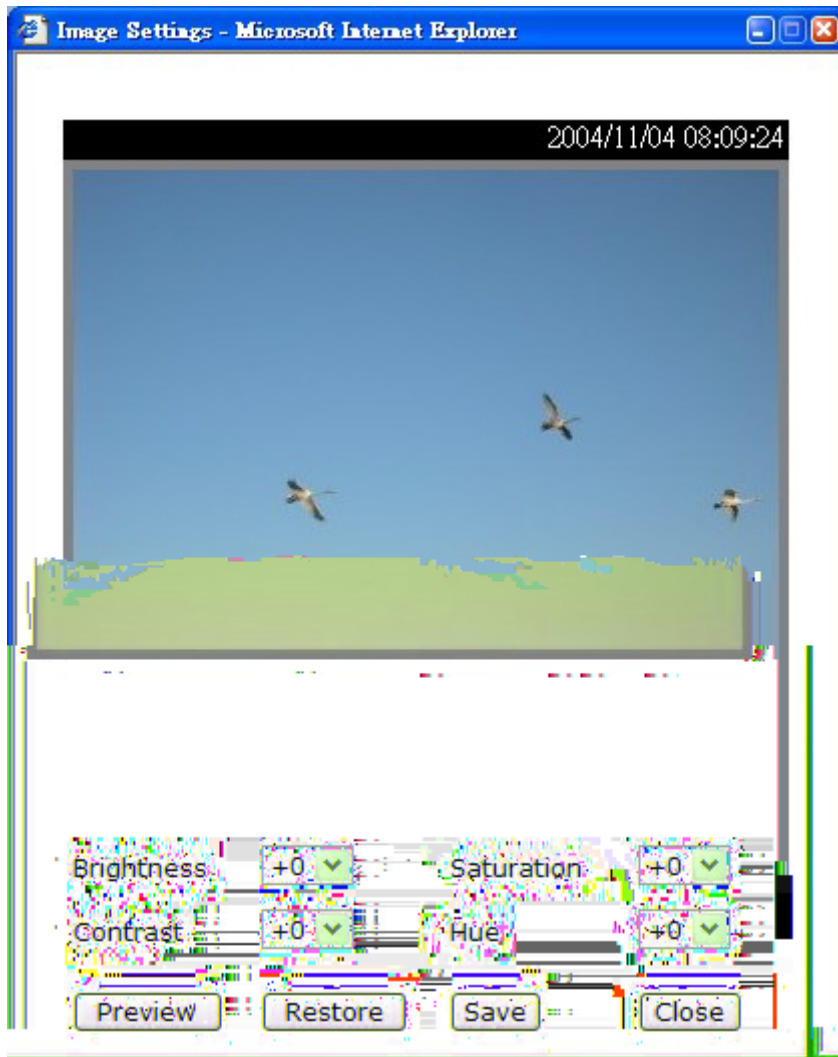 Image Settings - Microsoft Internet Explorer
2004/11/04 08:09:24
Brightness +0 Saturation +0
Contrast +0 Hue +0
Preview Restore Save Close